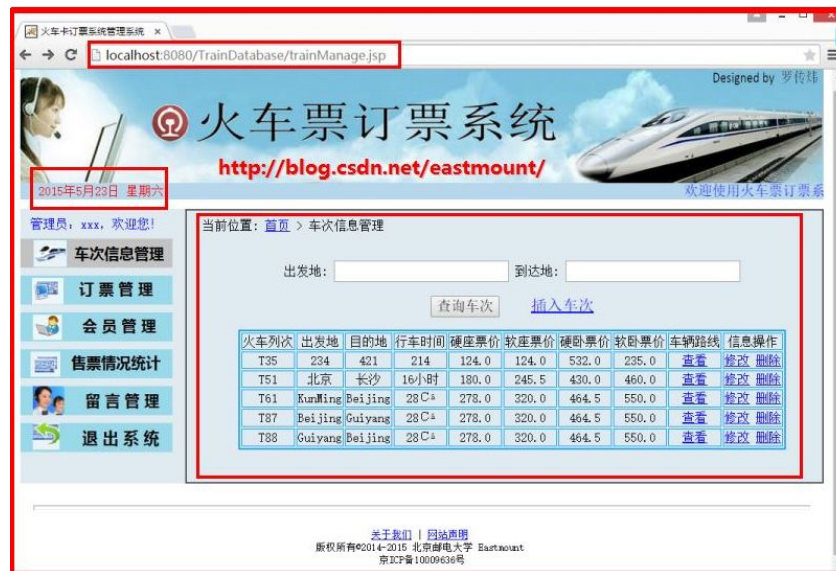 火车卡订票系统管理系统
localhost:8080/TrainDatabase/trainManage.jsp
Designed by 罗传炜
火车票订票系统
http://blog.csdn.net/eastmount/
2015年5月23日 星期六
欢迎使用火车票订票系
管理员：xxx，欢迎您！
车次信息管理
订票管理
会员管理
售票情况统计
留言管理
退出系统
当前位置：首页 > 车次信息管理
出发地： 到达地：
查询车次 插入车次
火车列次 出发地 目的地 行车时间 硬座票价 软座票价 硬卧票价 软卧票价 车辆路线 信息操作
T35 234 421 214 124.0 124.0 532.0 235.0 查看 修改 删除
T51 北京 长沙 16小时 180.0 245.5 430.0 460.0 查看 修改 删除
T61 KunMing Beijing 28 278.0 320.0 464.5 550.0 查看 修改 删除
T87 Beijing Guiyang 28 278.0 320.0 464.5 550.0 查看 修改 删除
T88 Guiyang Beijing 28 278.0 320.0 464.5 550.0 查看 修改 删除
关于我们 | 网站声明
版权所有©2014-2015 北京邮电大学 Eastmount
京ICP备10009636号